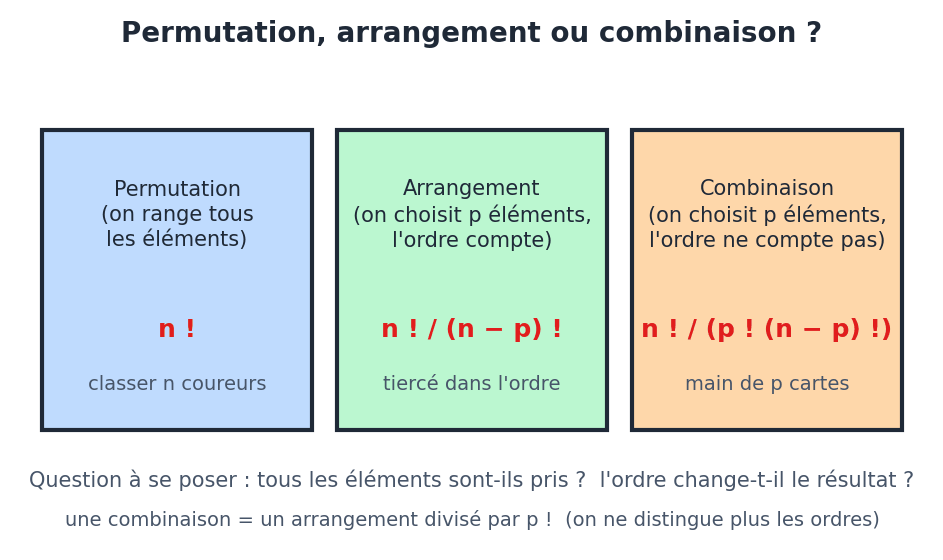 Permutation, arrangement ou combinaison ?
Permutation
(on range tous
les éléments)
n !
classer n coureurs
Arrangement
(on choisit p éléments,
l'ordre compte)
n ! / (n − p) !
tiercé dans l'ordre
Combinaison
(on choisit p éléments,
l'ordre ne compte pas)
n ! / (p ! (n − p) !)
main de p cartes
Question à se poser : tous les éléments sont-ils pris ?  l'ordre change-t-il le résultat ?
une combinaison = un arrangement divisé par p !  (on ne distingue plus les ordres)